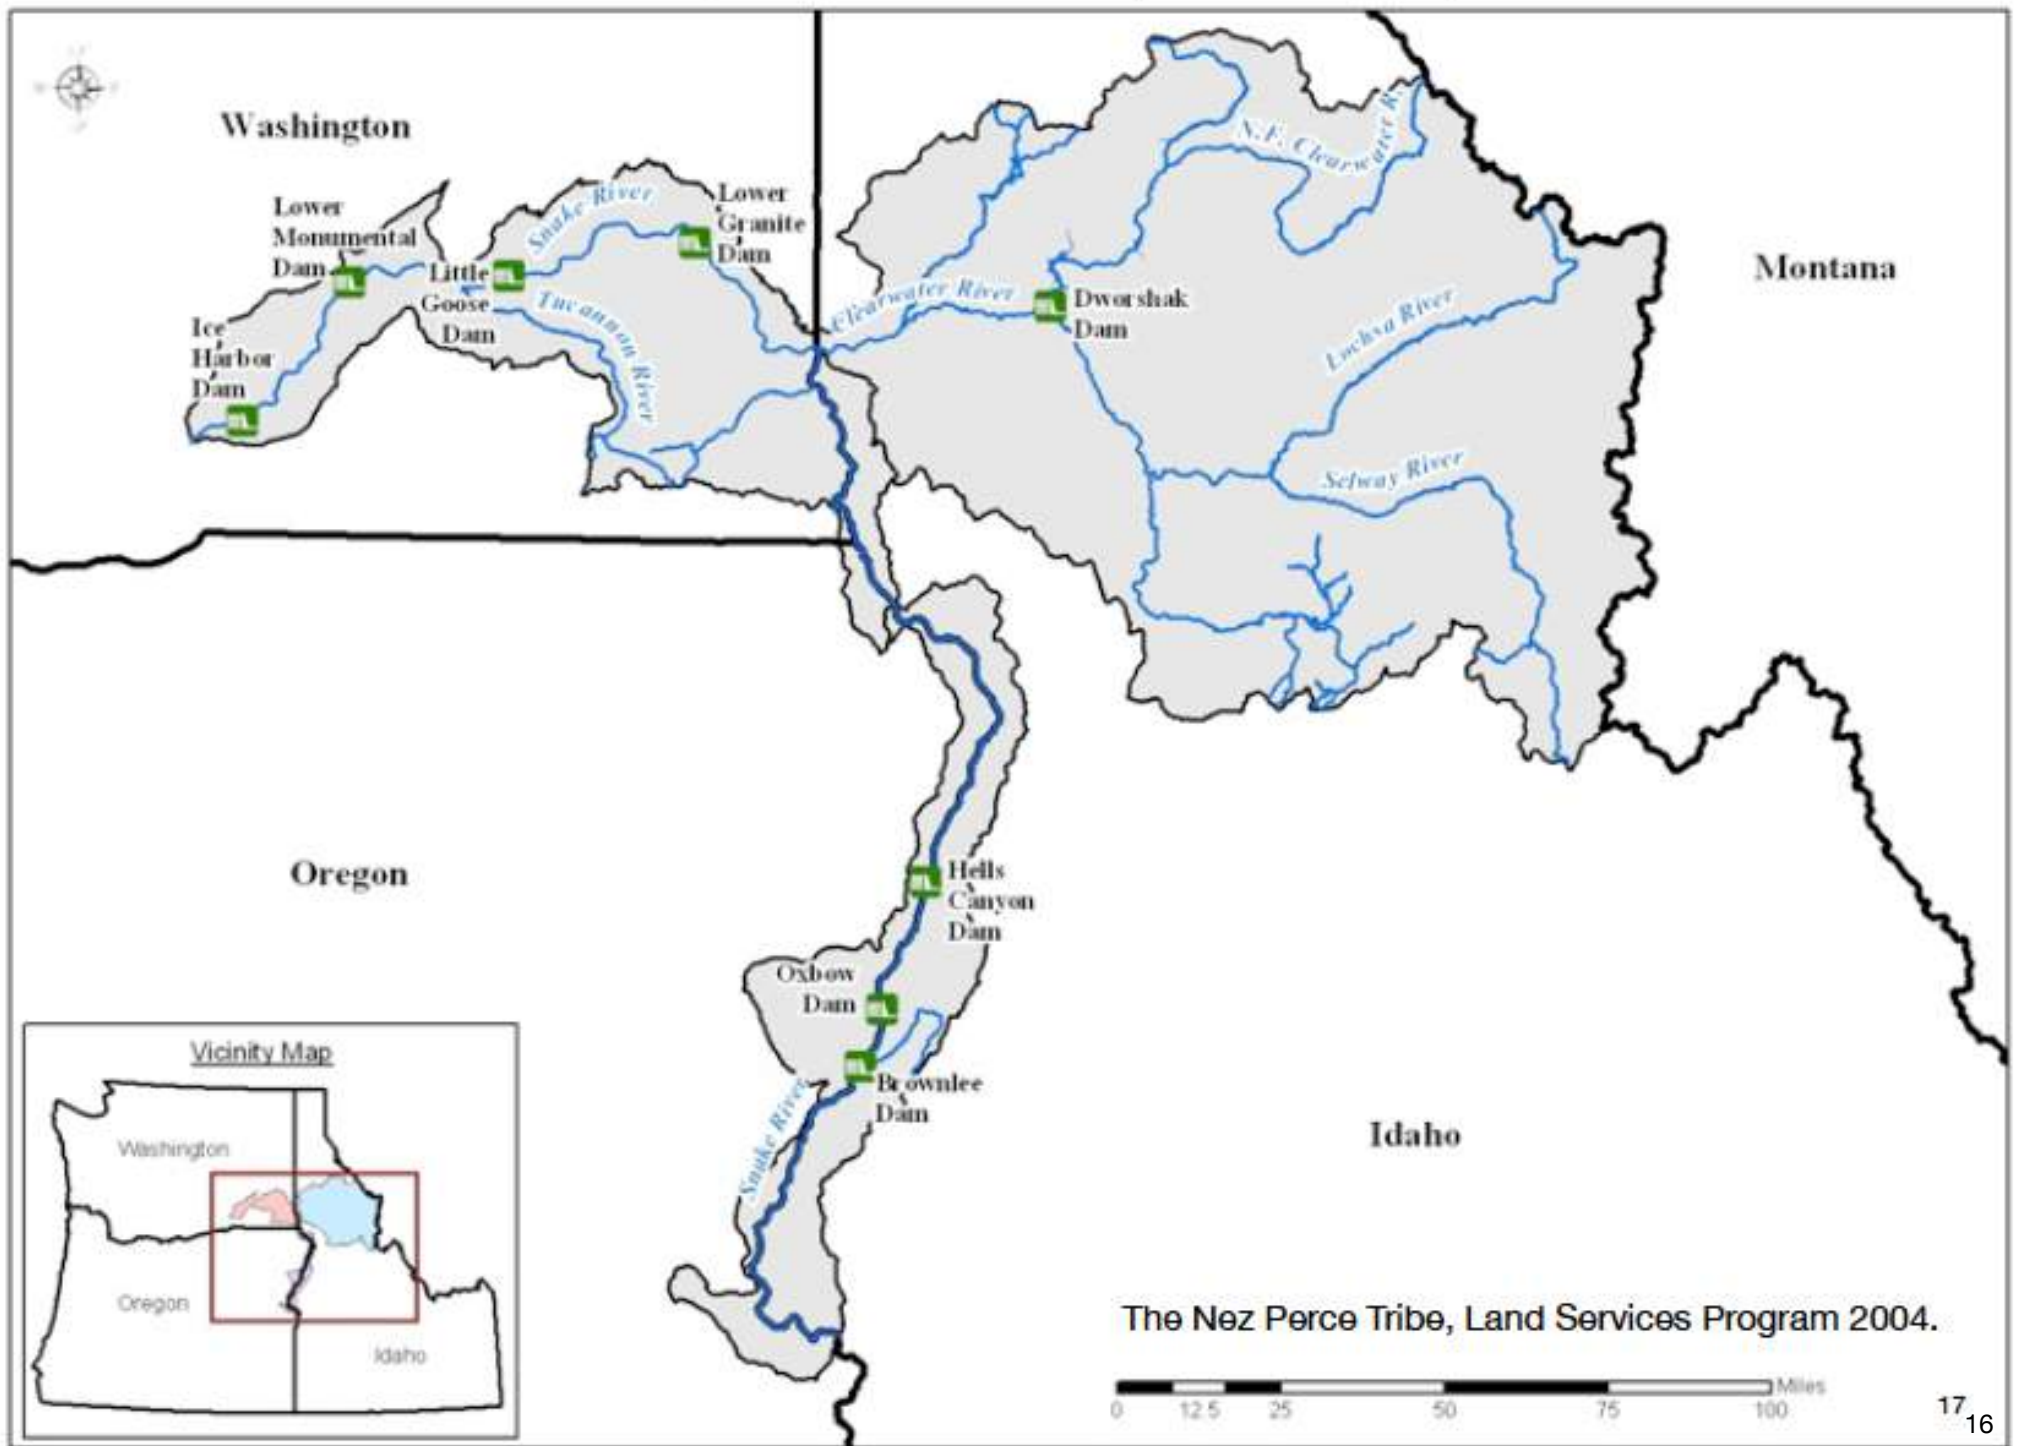 Washington
Lower
Monumental
Dam
Little
Goose
Dam
Ice
Harbor
Dam
Snake River
Lower
Granite
Dam
Tucannon River
Clearwater River
N.F. Clearwater R.
Dworshak
Dam
Lochsa River
Selway River
Montana
Oregon
Hells
Canyon
Dam
Oxbow
Dam
Brownlee
Dam
Snake River
Idaho
Vicinity Map
Washington
Oregon
Idaho
The Nez Perce Tribe, Land Services Program 2004.
Miles
0 12.5 25 50 75 100
17
16